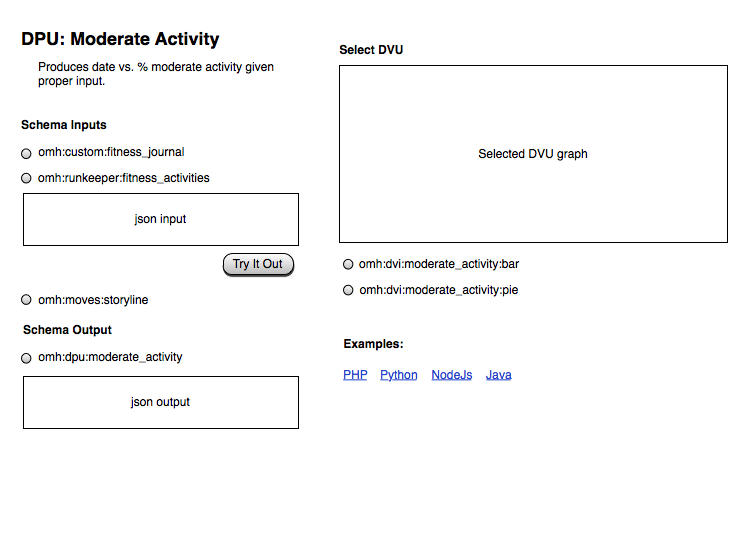 DPU: Moderate Activity
Produces date vs. % moderate activity given
proper input.
Schema Inputs
omh:custom:fitness_journal
omh:runkeeper:fitness_activities
json input
Try It Out
omh:moves:storyline
Schema Output
omh:dpu:moderate_activity
json output
Select DVU
Selected DVU graph
omh:dvi:moderate_activity:bar
omh:dvi:moderate_activity:pie
Examples:
PHP Python NodeJs Java